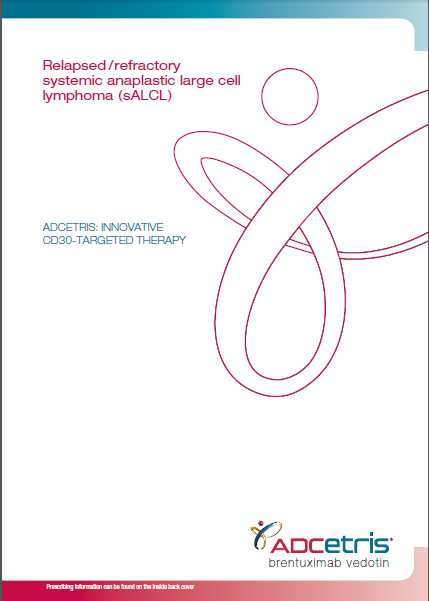 Relapsed/refractory
systemic anaplastic large cell
lymphoma (sALCL)
ADCETRIS: INNOVATIVE
CD30-TARGETED THERAPY
ADCetris®
brentuximab vedotin
Prescribing information can be found on the inside back cover